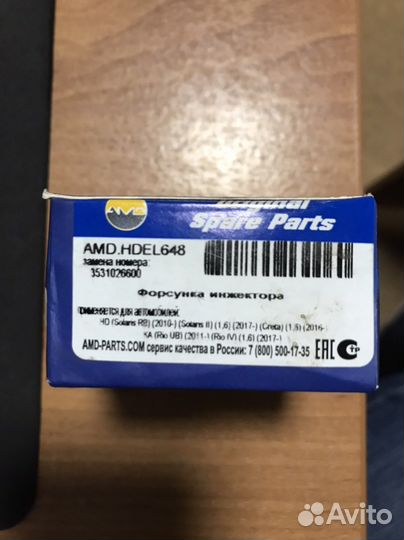 AMD
Original
Spare Parts
AMD.HDEL648
замена номера:
3531026600
Форсунка инжектора
применяется для автомобилей:
HD (Solaris RB) (2010-) (Solaris II) (1,6) (2017-) (Creta) (1,6) (2016-)
KA (Rio UB) (2011-) (Rio IV) (1,6) (2017-)
AMD-PARTS.COM сервис качества в России: 7 (800) 500-17-35
EAC
Avito